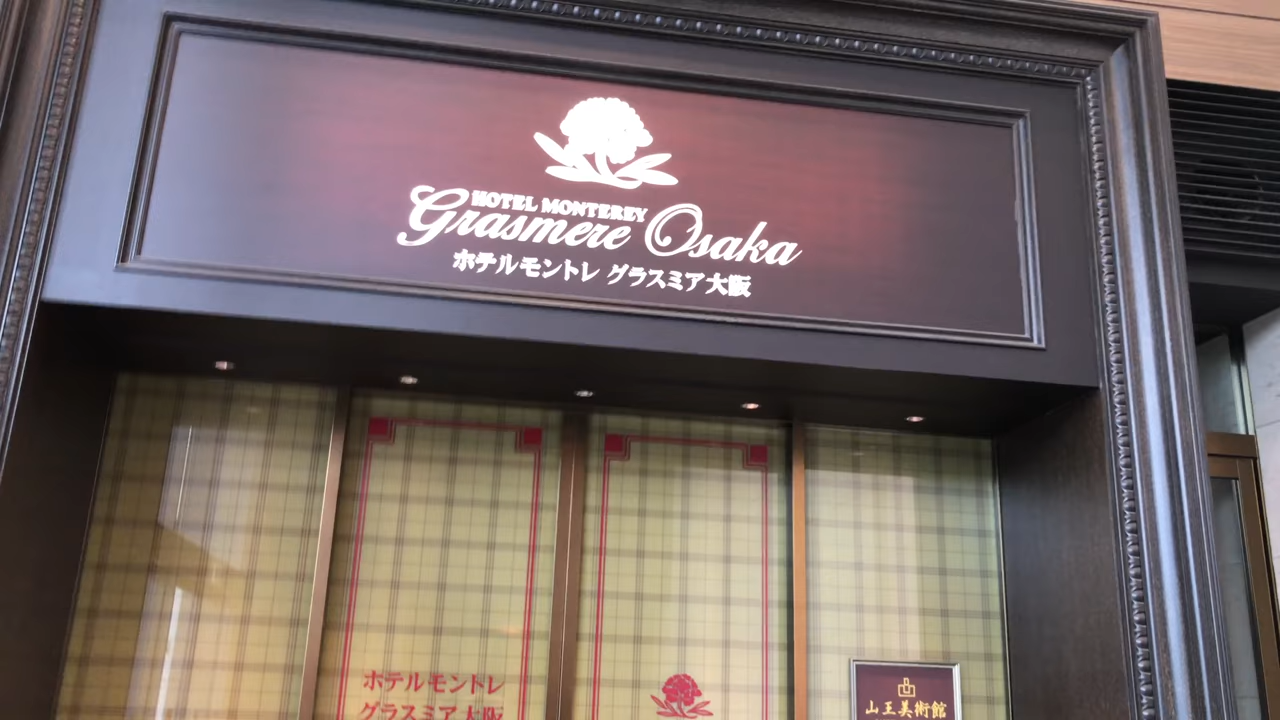 HOTEL MONTEREY
Grasmere Osaka
ホテルモントレ グラスミア大阪
ホテルモントレ
グラスミア大阪
山王美術館